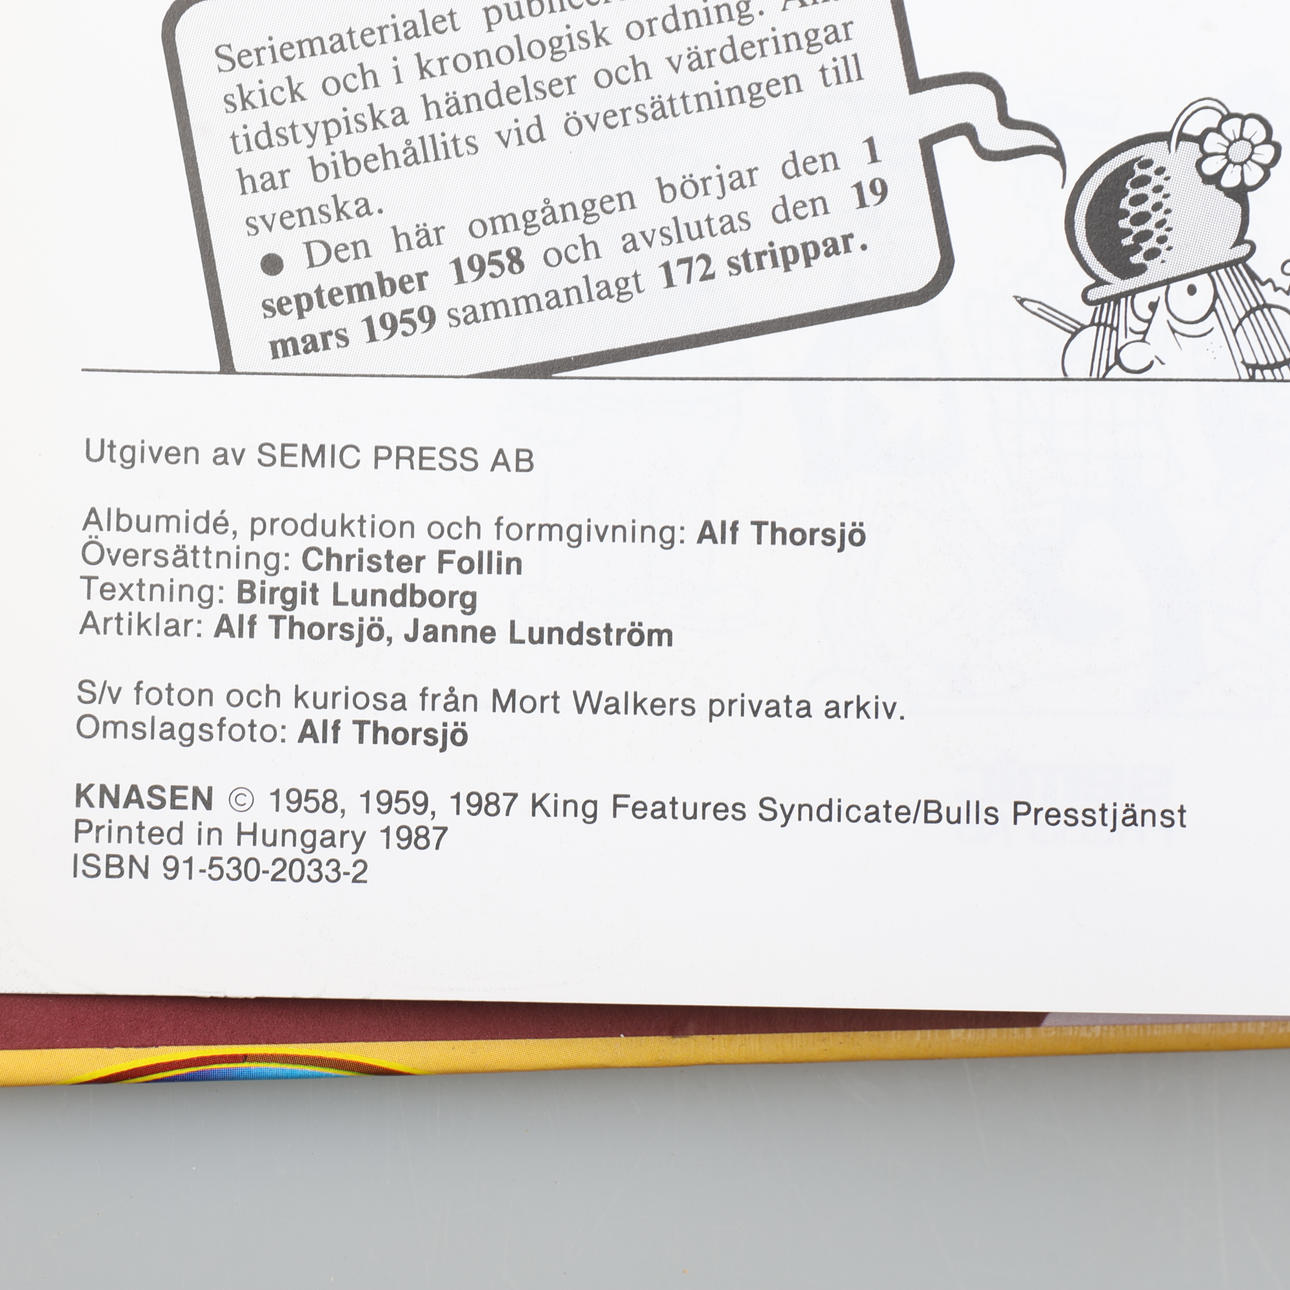 Seriematerialet
skick och i kronologisk ordning.
tidstypiska händelser och värderingar
har bibehållits vid översättningen till
svenska.
● Den här omgången börjar den 1
september 1958 och avslutas den 19
mars 1959 sammanlagt 172 strippar.
Utgiven av SEMIC PRESS AB
Albumidé, produktion och formgivning: Alf Thorsjö
Översättning: Christer Follin
Textning: Birgit Lundborg
Artiklar: Alf Thorsjö, Janne Lundström
S/v foton och kuriosa från Mort Walkers privata arkiv.
Omslagsfoto: Alf Thorsjö
KNASEN © 1958, 1959, 1987 King Features Syndicate/Bulls Presstjänst
Printed in Hungary 1987
ISBN 91-530-2033-2